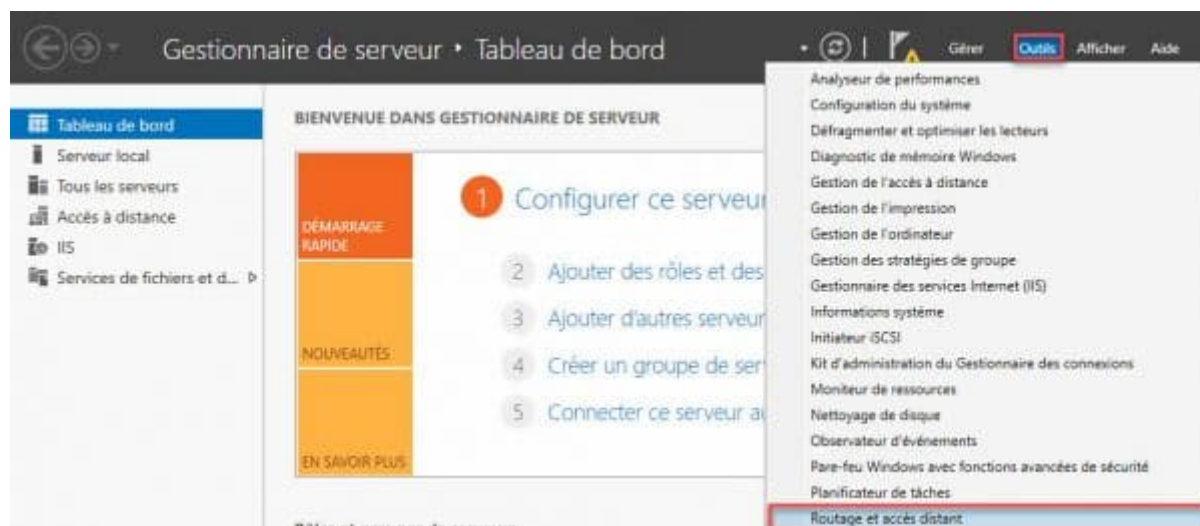 Gestionnaire de serveur • Tableau de bord
Gérer Outils Afficher Aide
Tableau de bord
Serveur local
Tous les serveurs
Accès à distance
IIS
Services de fichiers et d...
BIENVENUE DANS GESTIONNAIRE DE SERVEUR
DÉMARRAGE
RAPIDE
NOUVEAUTÉS
EN SAVOIR PLUS
1 Configurer ce serveur
2 Ajouter des rôles et des
3 Ajouter d'autres serveur
4 Créer un groupe de ser
5 Connecter ce serveur au
Analyseur de performances
Configuration du système
Défragmenter et optimiser les lecteurs
Diagnostic de mémoire Windows
Gestion de l'accès à distance
Gestion de l'impression
Gestion de l'ordinateur
Gestion des stratégies de groupe
Gestionnaire des services Internet (IIS)
Informations système
Initiateur iSCSI
Kit d'administration du Gestionnaire des connexions
Moniteur de ressources
Nettoyage de disque
Observateur d'événements
Pare-feu Windows avec fonctions avancées de sécurité
Planificateur de tâches
Routage et accès distant